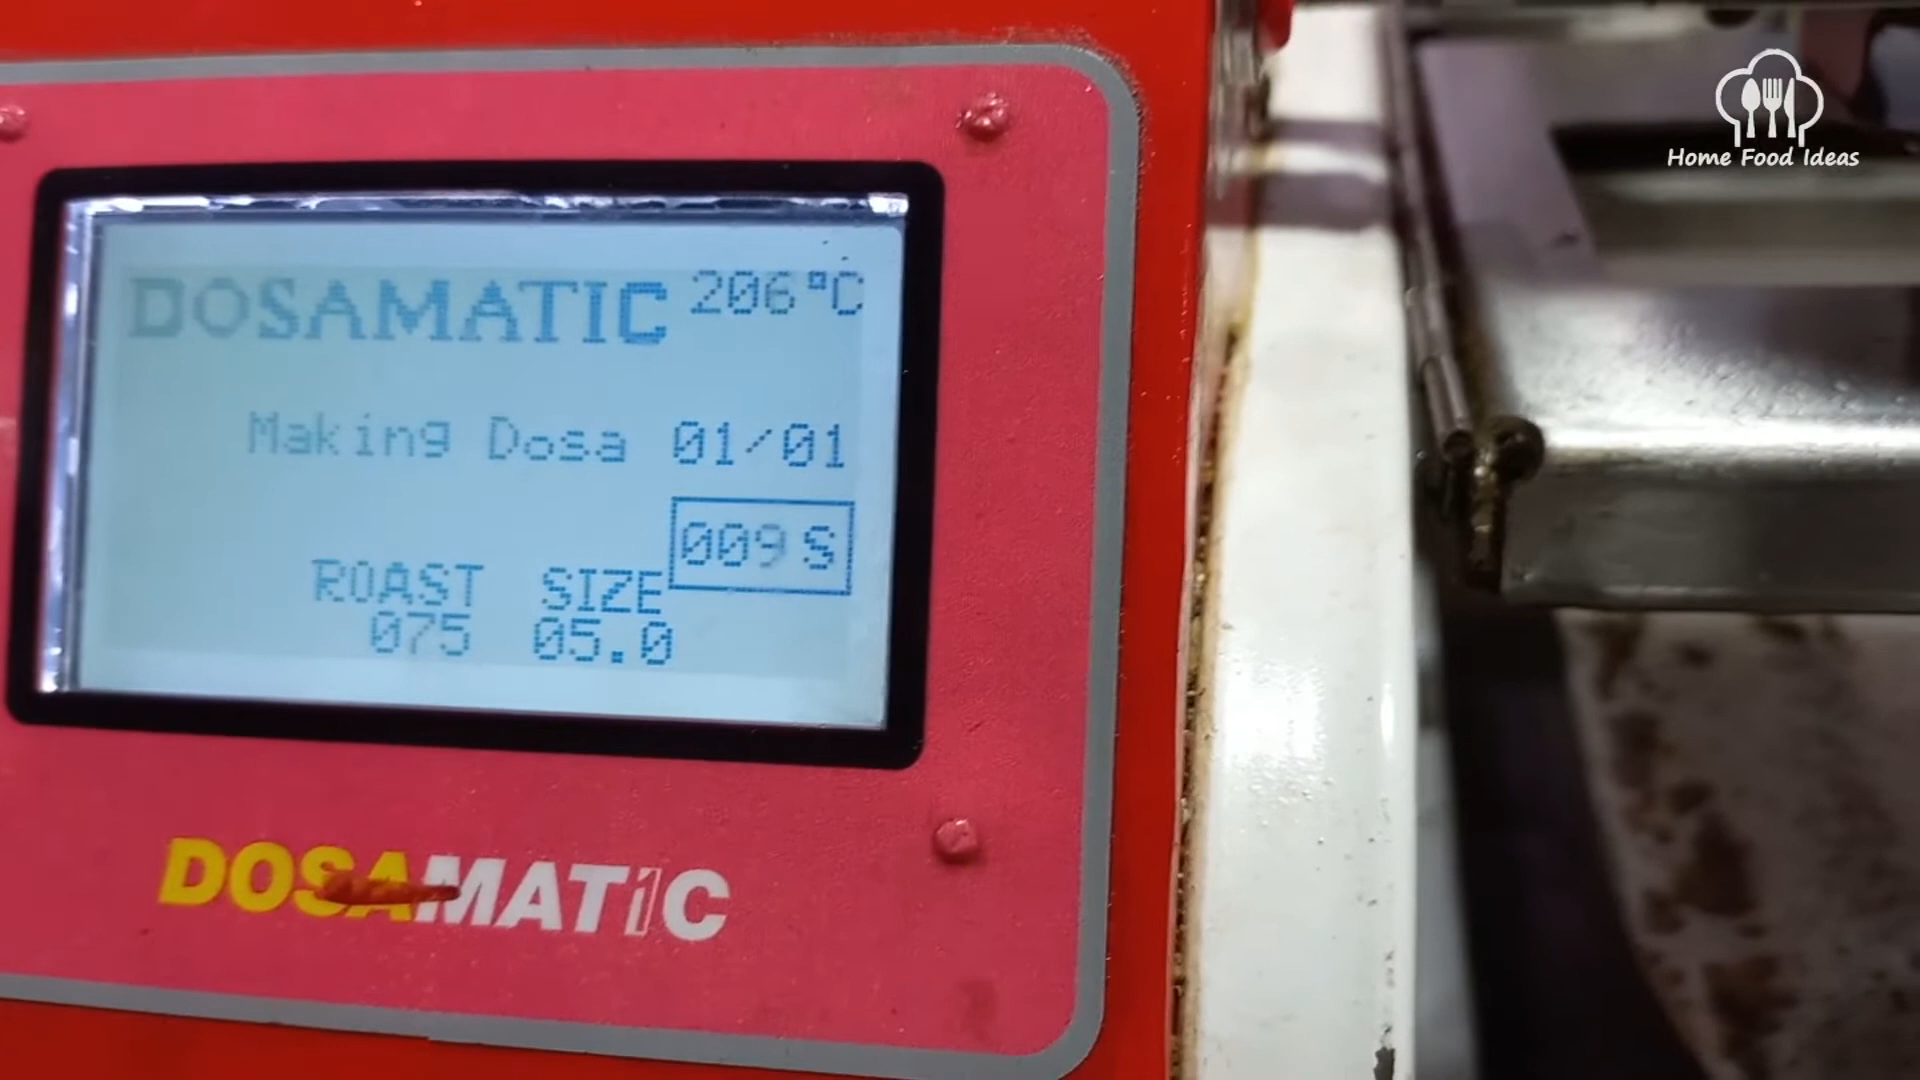 Home Food Ideas
DOSAMATIC 206°C
Making Dosa 01/01
009 S
ROAST SIZE
075 05.0
DOSAMATiC